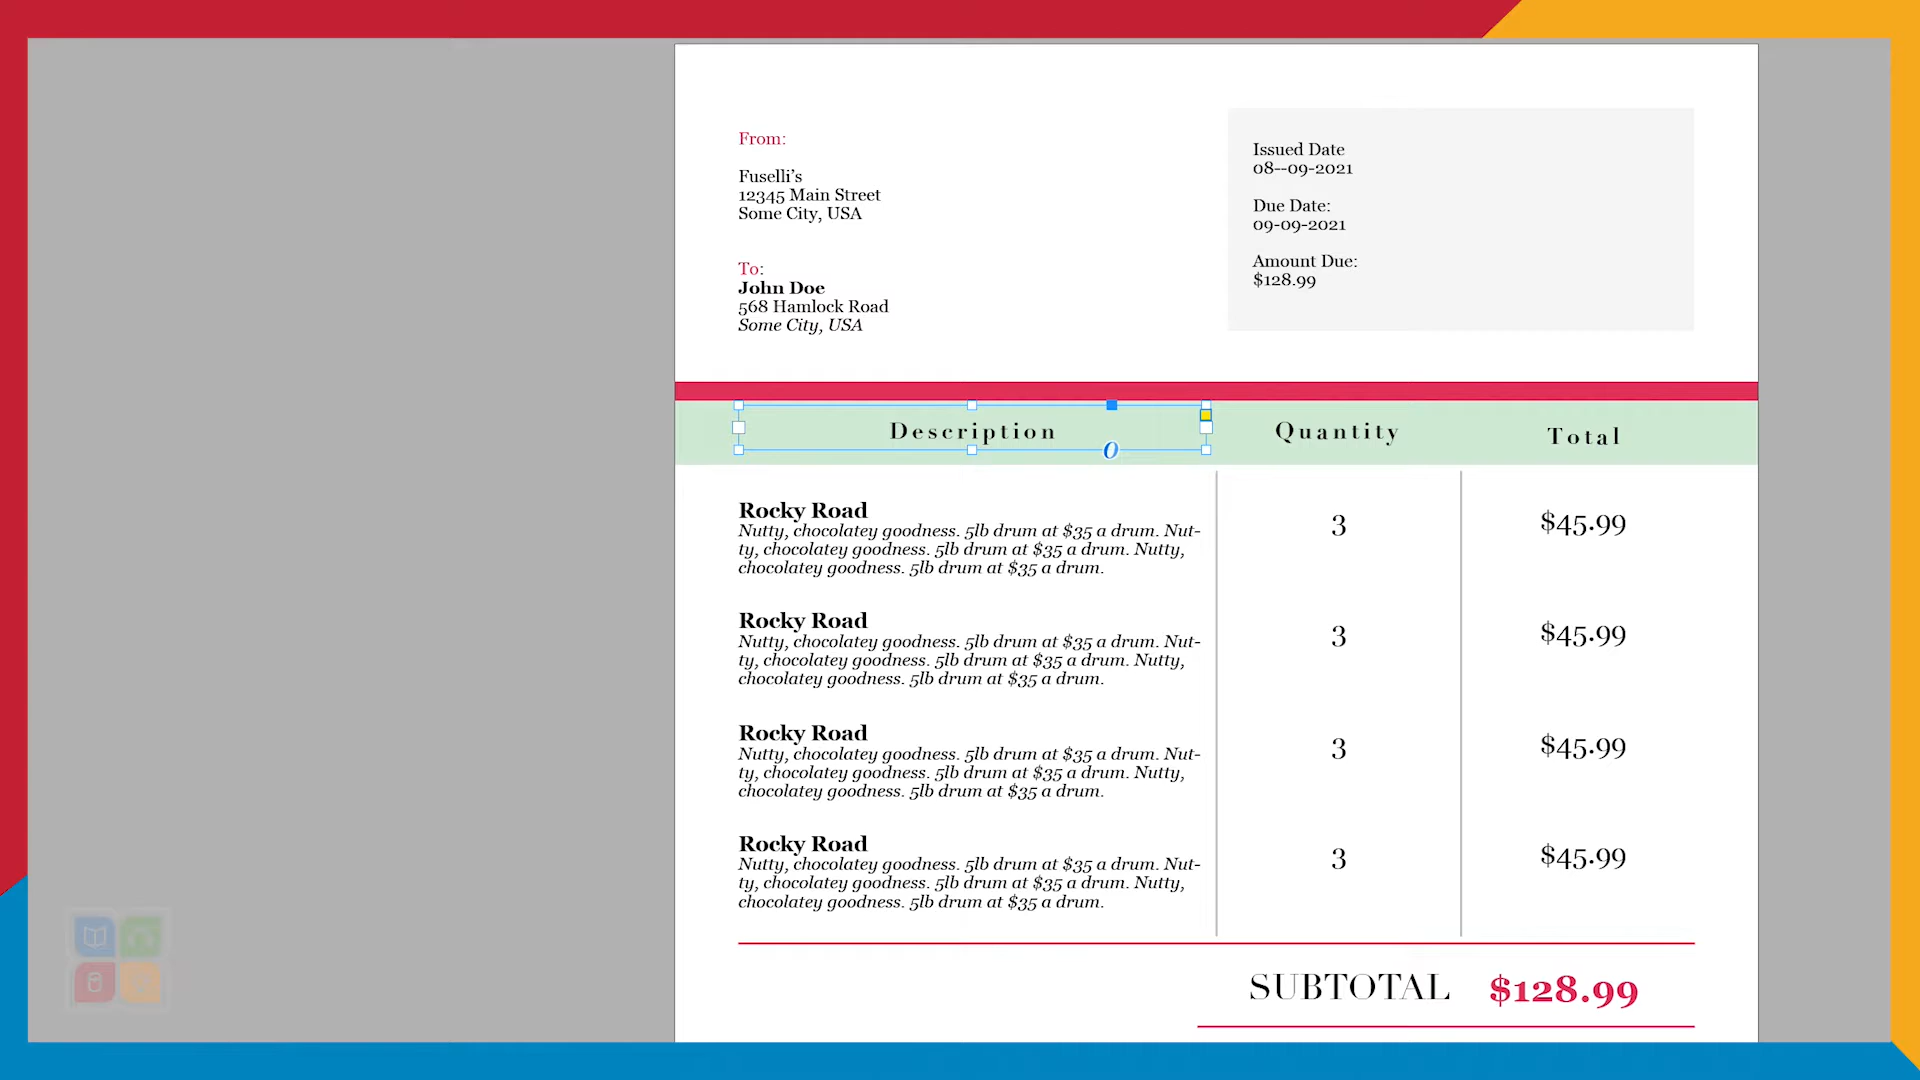 From:
Fuselli's
12345 Main Street
Some City, USA
To:
John Doe
568 Hamlock Road
Some City, USA
Issued Date
08--09-2021
Due Date:
09-09-2021
Amount Due:
$128.99
Description Quantity Total
Rocky Road
Nutty, chocolatey goodness. 5lb drum at $35 a drum. Nut-
ty, chocolatey goodness. 5lb drum at $35 a drum. Nutty,
chocolatey goodness. 5lb drum at $35 a drum.
3
$45.99
Rocky Road
Nutty, chocolatey goodness. 5lb drum at $35 a drum. Nut-
ty, chocolatey goodness. 5lb drum at $35 a drum. Nutty,
chocolatey goodness. 5lb drum at $35 a drum.
3
$45.99
Rocky Road
Nutty, chocolatey goodness. 5lb drum at $35 a drum. Nut-
ty, chocolatey goodness. 5lb drum at $35 a drum. Nutty,
chocolatey goodness. 5lb drum at $35 a drum.
3
$45.99
Rocky Road
Nutty, chocolatey goodness. 5lb drum at $35 a drum. Nut-
ty, chocolatey goodness. 5lb drum at $35 a drum. Nutty,
chocolatey goodness. 5lb drum at $35 a drum.
3
$45.99
SUBTOTAL $128.99